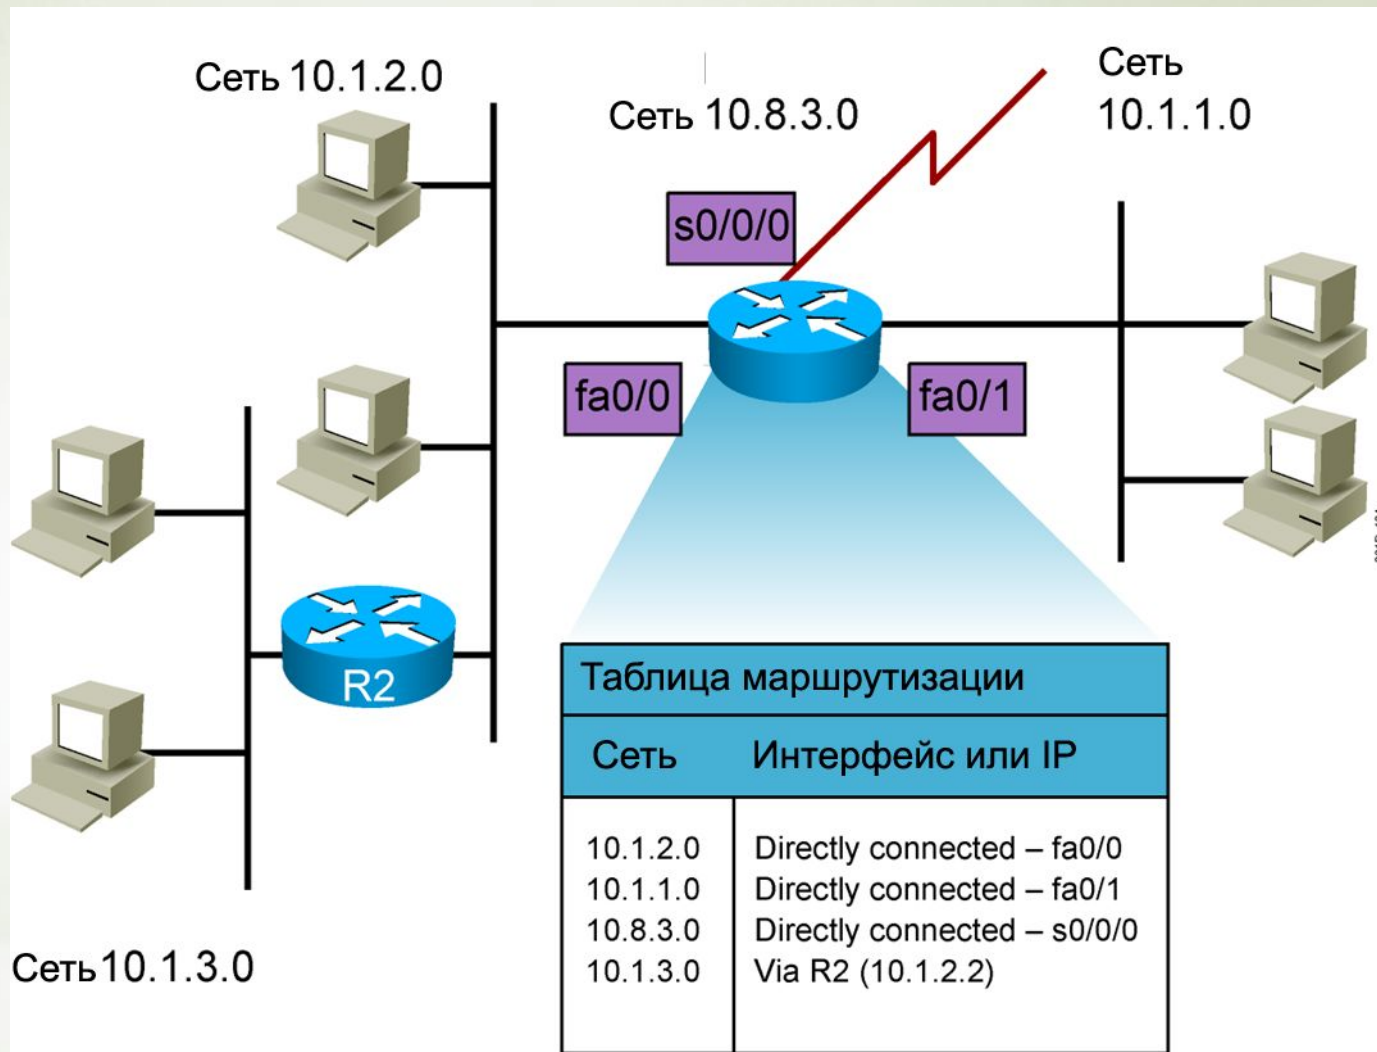 Сеть 10.1.2.0
Сеть 10.8.3.0
Сеть
10.1.1.0
s0/0/0
fa0/0
fa0/1
R2
Сеть 10.1.3.0
Таблица маршрутизации
Сеть Интерфейс или IP
10.1.2.0 Directly connected – fa0/0
10.1.1.0 Directly connected – fa0/1
10.8.3.0 Directly connected – s0/0/0
10.1.3.0 Via R2 (10.1.2.2)